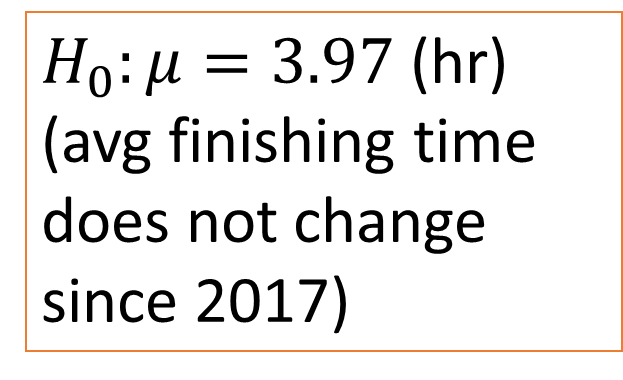 H₀: μ = 3.97 (hr)
(avg finishing time
does not change
since 2017)